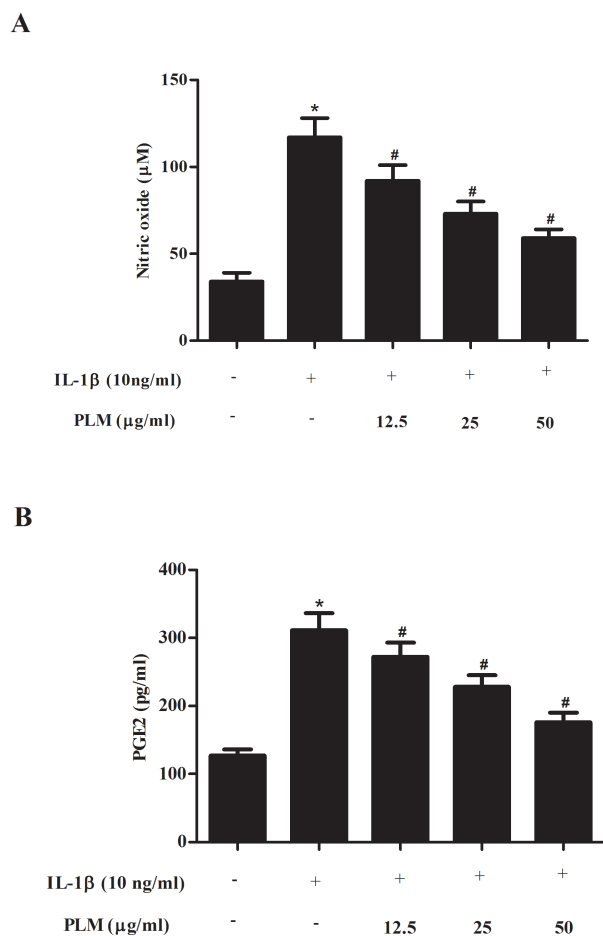 A
150
*
#
100
#
#
50
0
Nitric oxide (μM)
IL-1β (10ng/ml) - + + + +
PLM (μg/ml) - - 12.5 25 50
B
400
*
#
300
#
#
200
100
0
PGE2 (pg/ml)
IL-1β (10 ng/ml) - + + + +
PLM (μg/ml) - - 12.5 25 50